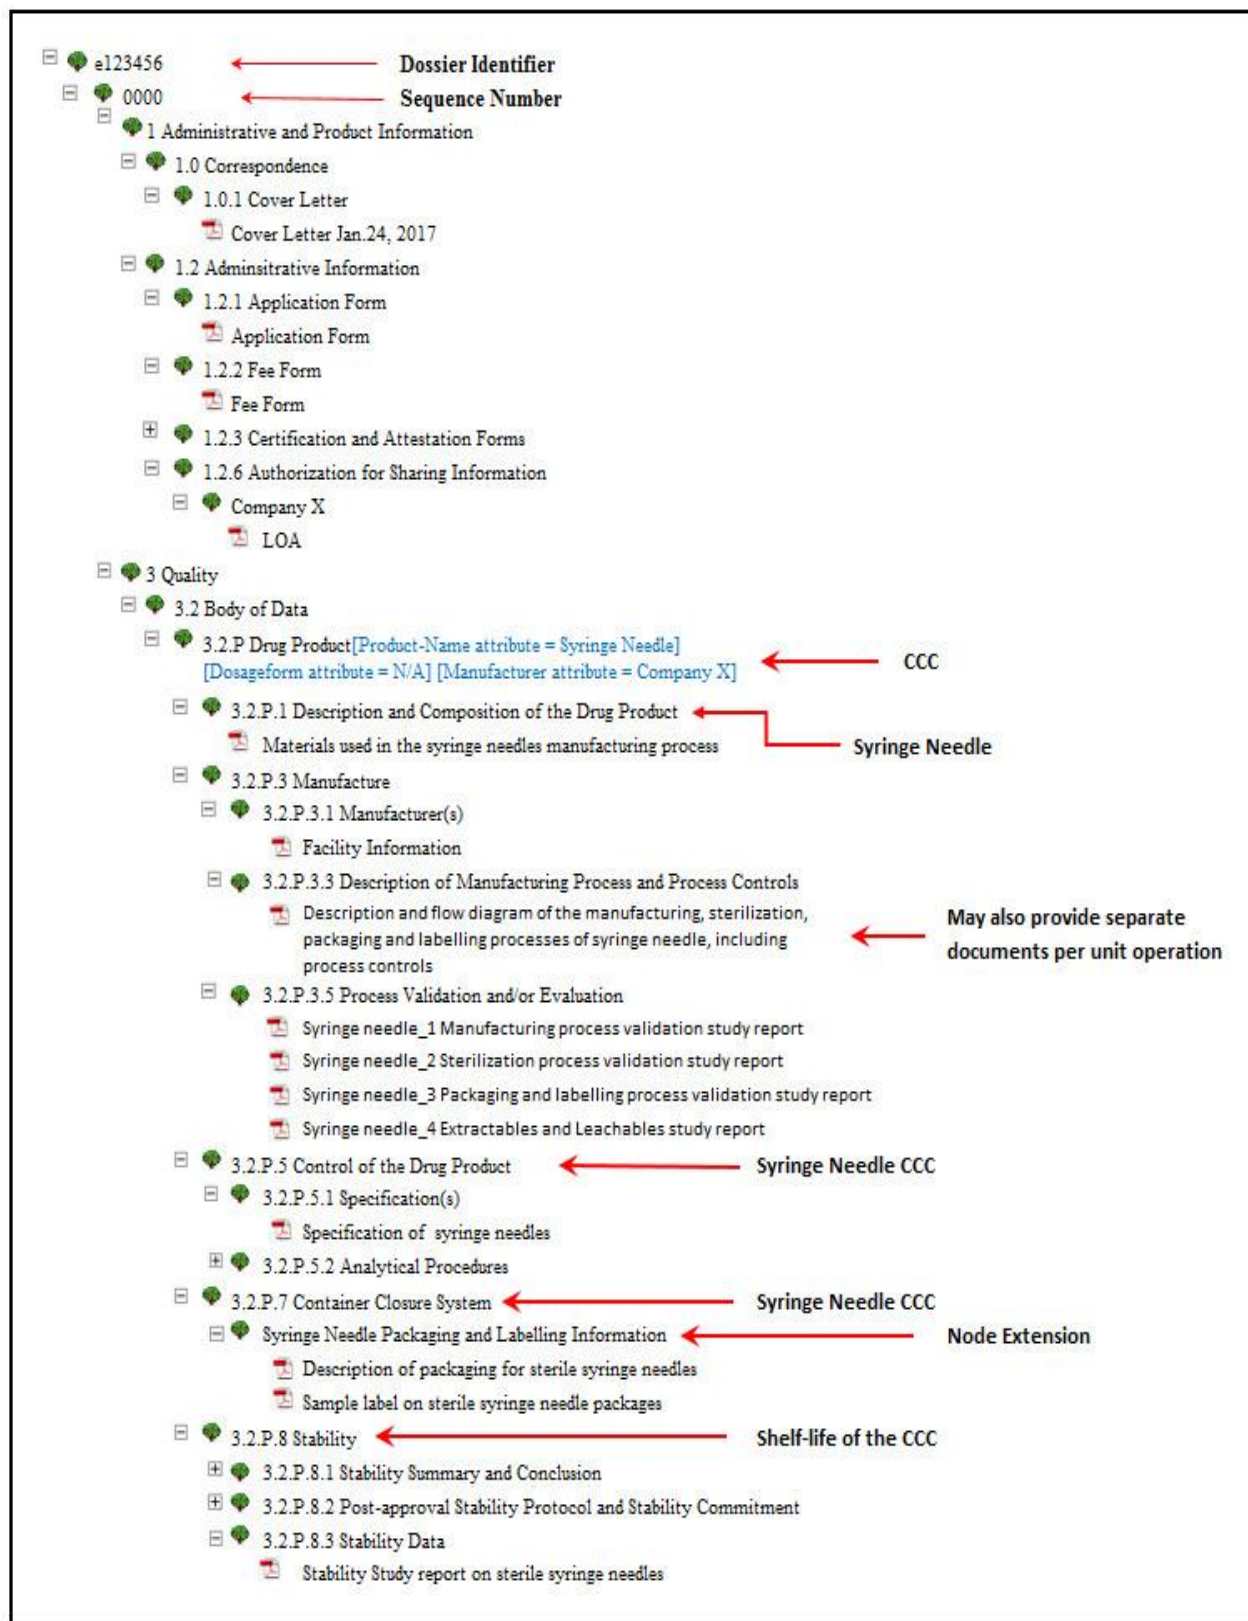 e123456
Dossier Identifier
0000
Sequence Number
1 Administrative and Product Information
1.0 Correspondence
1.0.1 Cover Letter
Cover Letter Jan.24, 2017
1.2 Adminsitrative Information
1.2.1 Application Form
Application Form
1.2.2 Fee Form
Fee Form
1.2.3 Certification and Attestation Forms
1.2.6 Authorization for Sharing Information
Company X
LOA
3 Quality
3.2 Body of Data
3.2.P Drug Product[Product-Name attribute = Syringe Needle]
[Dosageform attribute = N/A] [Manufacturer attribute = Company X]
CCC
3.2.P.1 Description and Composition of the Drug Product
Materials used in the syringe needles manufacturing process
Syringe Needle
3.2.P.3 Manufacture
3.2.P.3.1 Manufacturer(s)
Facility Information
3.2.P.3.3 Description of Manufacturing Process and Process Controls
Description and flow diagram of the manufacturing, sterilization,
packaging and labelling processes of syringe needle, including
process controls
May also provide separate
documents per unit operation
3.2.P.3.5 Process Validation and/or Evaluation
Syringe needle_1 Manufacturing process validation study report
Syringe needle_2 Sterilization process validation study report
Syringe needle_3 Packaging and labelling process validation study report
Syringe needle_4 Extractables and Leachables study report
3.2.P.5 Control of the Drug Product
Syringe Needle CCC
3.2.P.5.1 Specification(s)
Specification of syringe needles
3.2.P.5.2 Analytical Procedures
3.2.P.7 Container Closure System
Syringe Needle CCC
Syringe Needle Packaging and Labelling Information
Node Extension
Description of packaging for sterile syringe needles
Sample label on sterile syringe needle packages
3.2.P.8 Stability
Shelf-life of the CCC
3.2.P.8.1 Stability Summary and Conclusion
3.2.P.8.2 Post-approval Stability Protocol and Stability Commitment
3.2.P.8.3 Stability Data
Stability Study report on sterile syringe needles